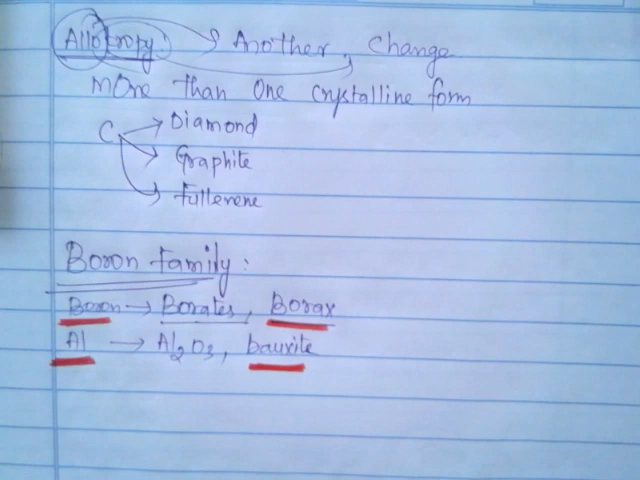 Allotropy: → Another, Change
More than One crystalline form
C → Diamond
→ Graphite
→ fullerene
Boron family:
Boron → Borates, Borax
Al → Al₂O₃, bauxite